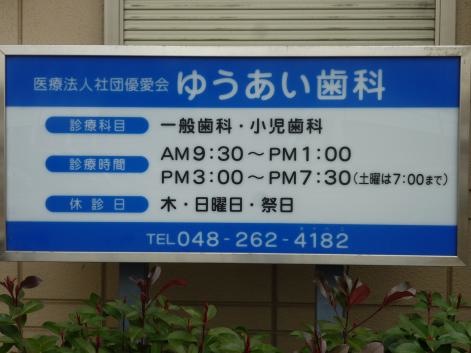 医療法人社団優愛会 ゆうあい歯科
診療科目 一般歯科・小児歯科
診療時間 AM9:30～PM1:00
PM3:00～PM7:30(土曜は7:00まで)
休診日 木・日曜日・祭日
TEL048-262-4182